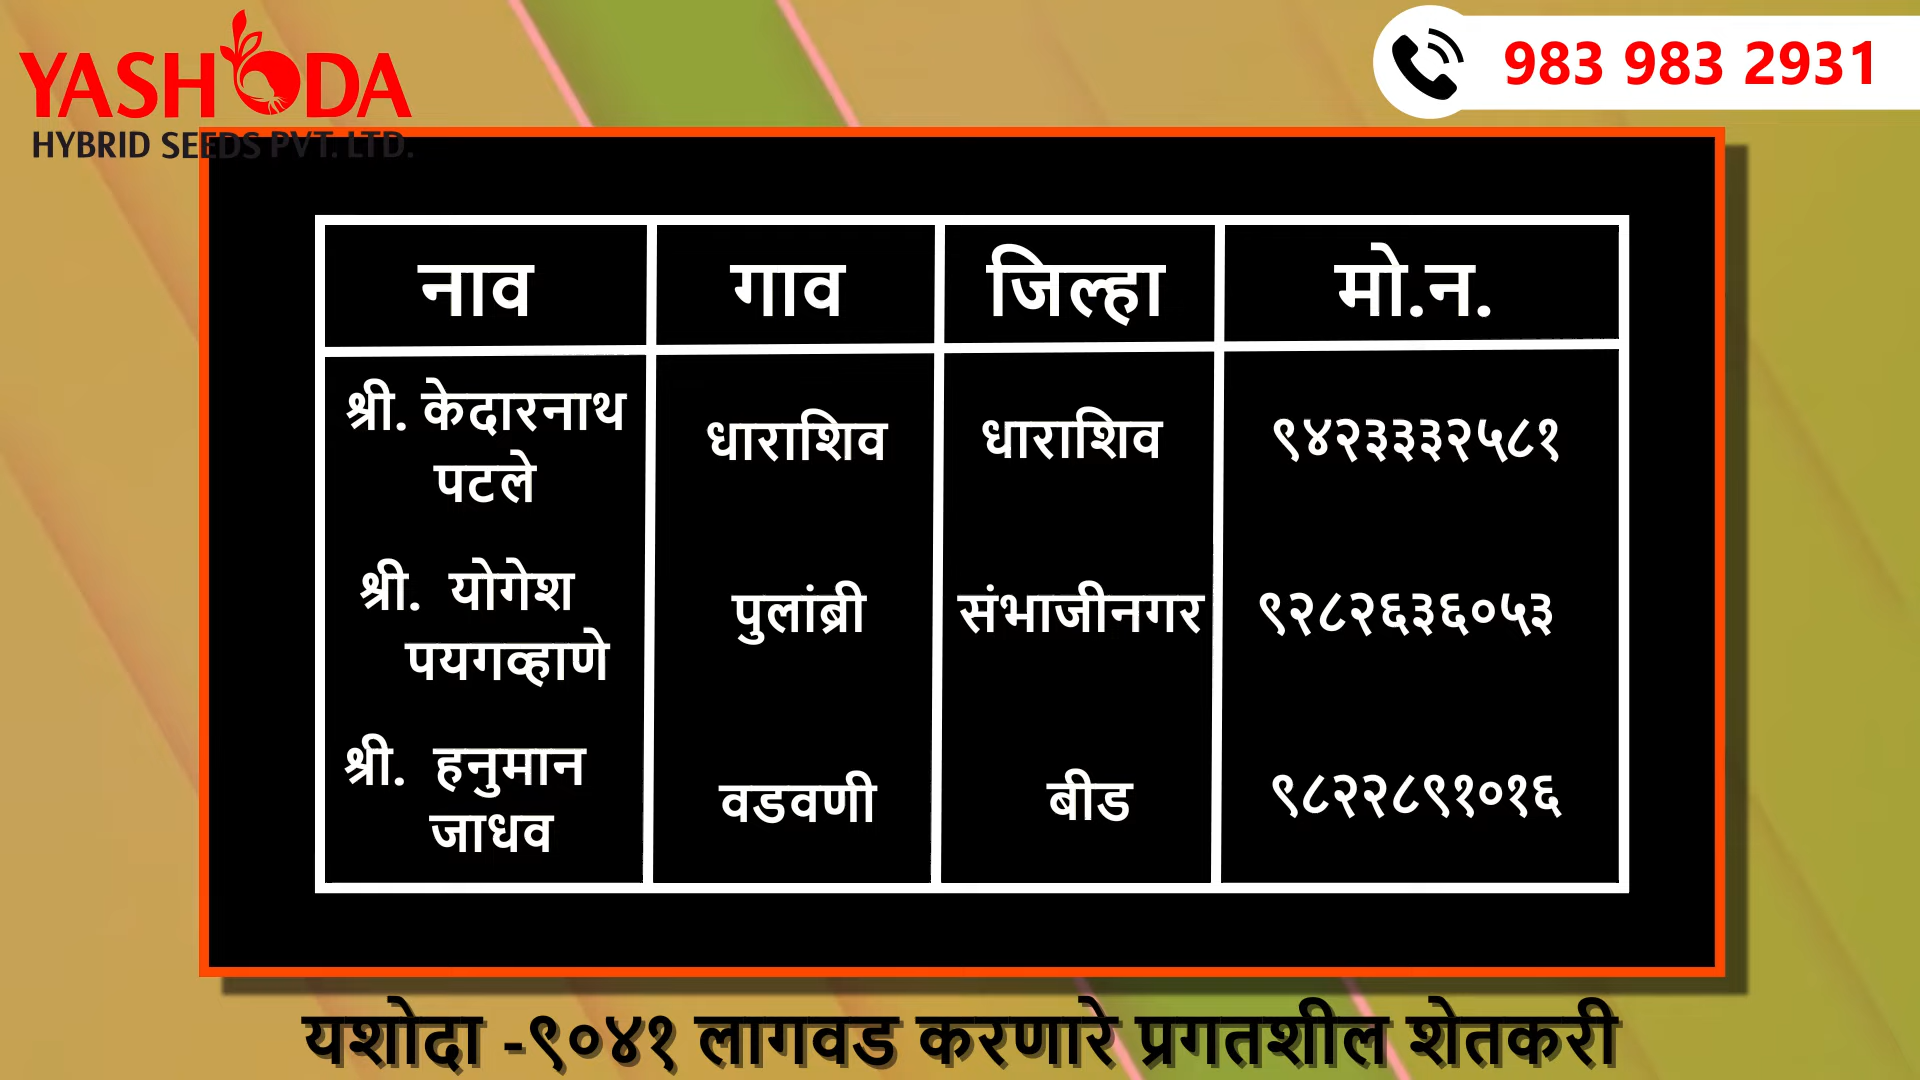 YASHODA
HYBRID SEEDS PVT. LTD.
983 983 2931
नाव गाव जिल्हा मो.न.
श्री. केदारनाथ
पटले
धाराशिव धाराशिव ९४२३३३२५८१
श्री. योगेश
पयगव्हाणे
पुलांब्री संभाजीनगर ९२८२६३६०५३
श्री. हनुमान
जाधव
वडवणी बीड ९८२२८९१०१६
यशोदा -९०४१ लागवड करणारे प्रगतशील शेतकरी